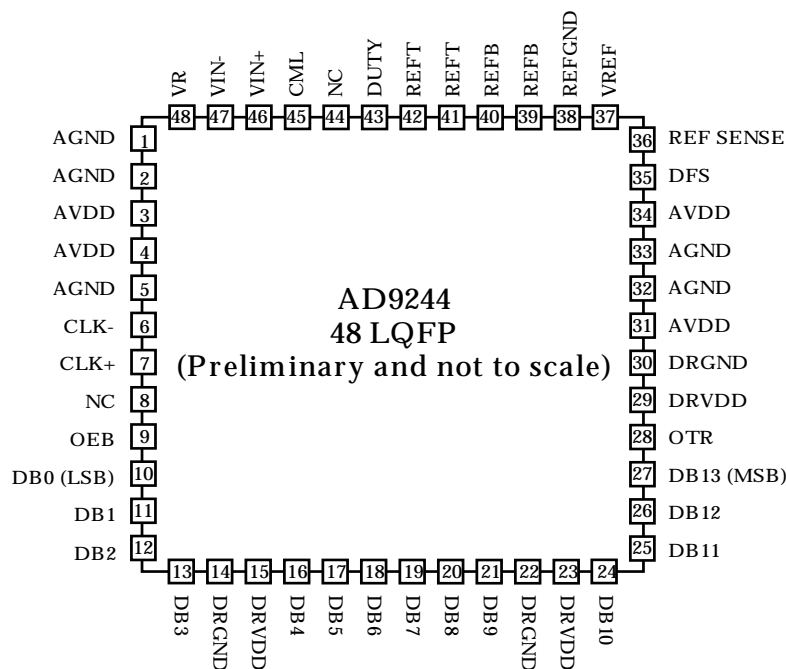 VR
VIN-
VIN+
CML
NC
DUTY
REFT
REFT
REFB
REFB
REFGND
VREF
48
47
46
45
44
43
42
41
40
39
38
37
AGND 1
AGND 2
AVDD 3
AVDD 4
AGND 5
CLK- 6
CLK+ 7
NC 8
OEB 9
DB0 (LSB) 10
DB1 11
DB2 12
AD9244
48 LQFP
(Preliminary and not to scale)
36 REF SENSE
35 DFS
34 AVDD
33 AGND
32 AGND
31 AVDD
30 DRGND
29 DRVDD
28 OTR
27 DB13 (MSB)
26 DB12
25 DB11
13
14
15
16
17
18
19
20
21
22
23
24
DB3
DRGND
DRVDD
DB4
DB5
DB6
DB7
DB8
DB9
DRGND
DRVDD
DB10